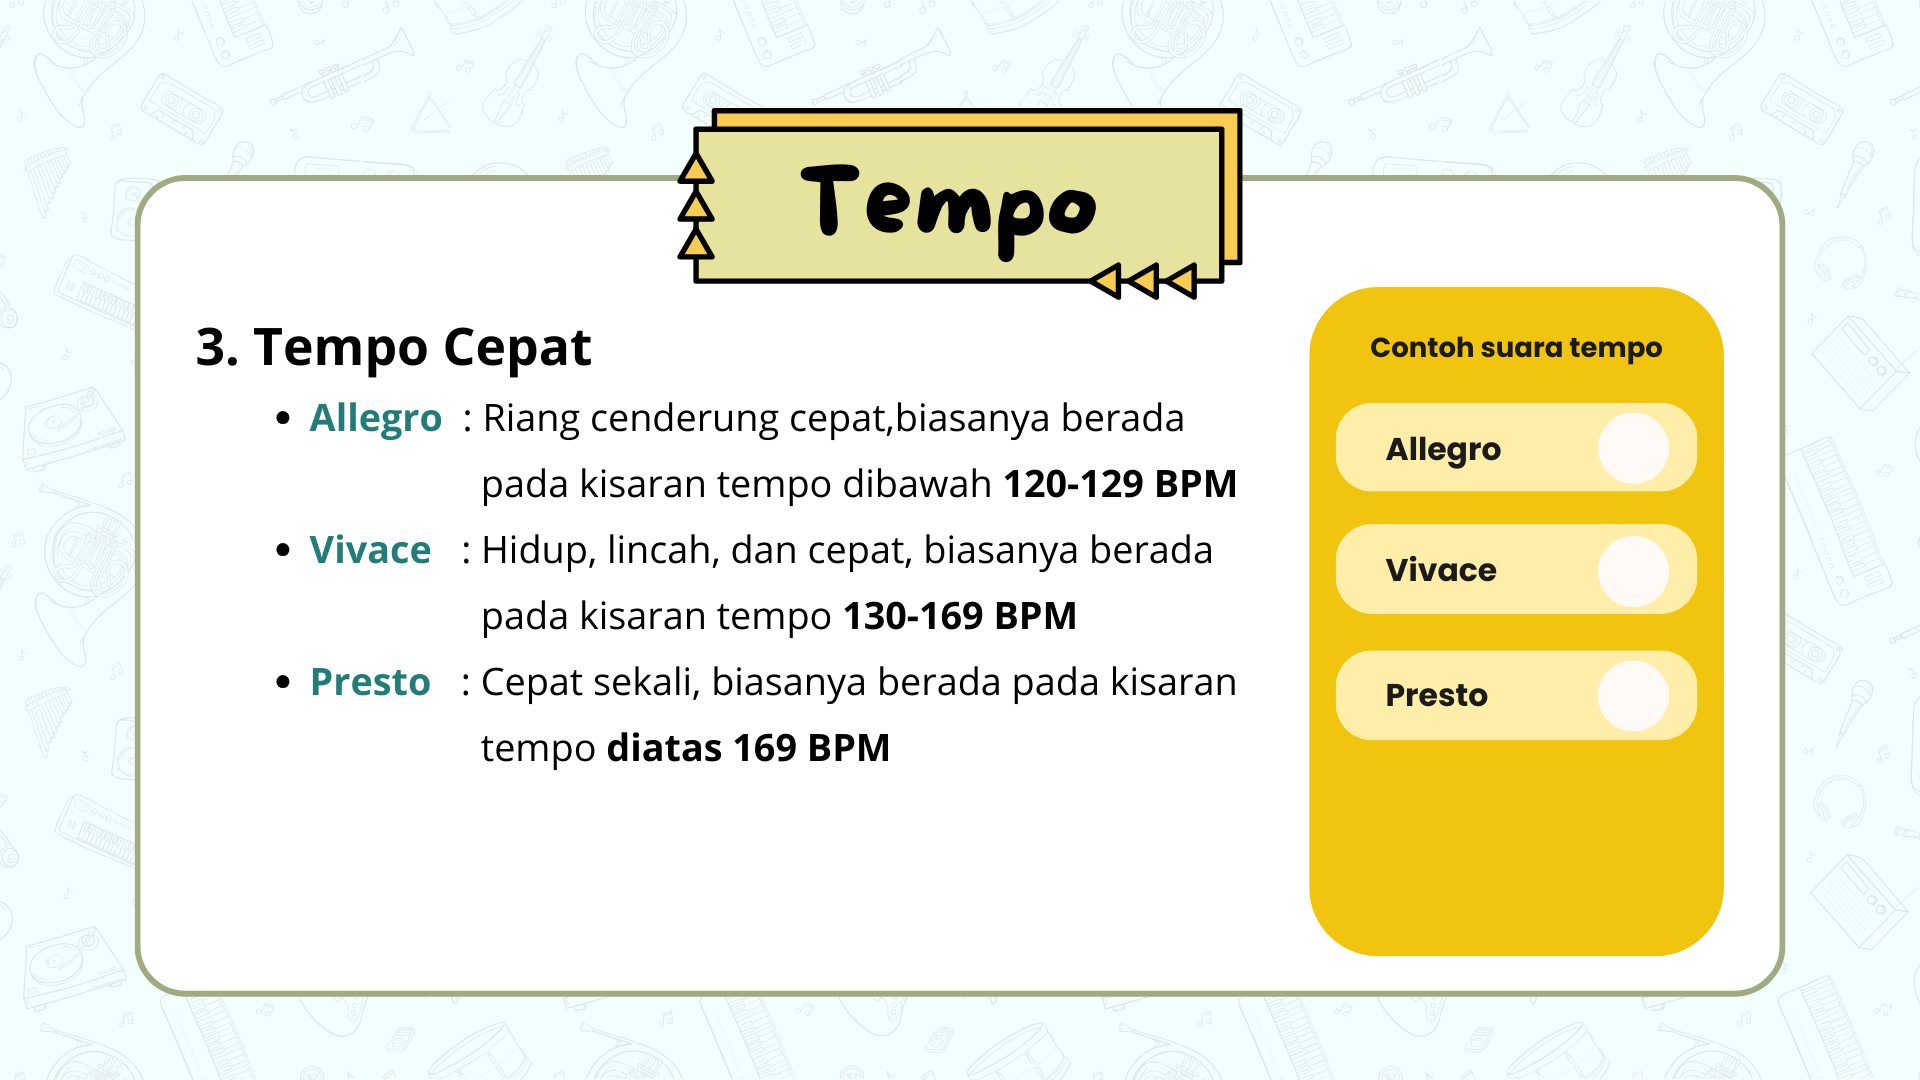 Tempo
3. Tempo Cepat
• Allegro : Riang cenderung cepat,biasanya berada
pada kisaran tempo dibawah 120-129 BPM
• Vivace : Hidup, lincah, dan cepat, biasanya berada
pada kisaran tempo 130-169 BPM
• Presto : Cepat sekali, biasanya berada pada kisaran
tempo diatas 169 BPM
Contoh suara tempo
Allegro
Vivace
Presto